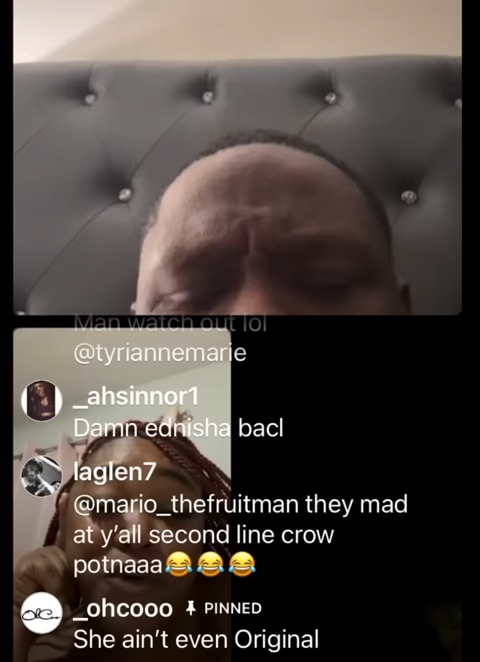 Man watch out lol
@tyriannemarie
_ahsinnor1
Damn ednisha bacl
laglen7
@mario_thefruitman they mad
at y'all second line crow
potnaaa😂😂😂
_ohcooo PINNED
She ain't even Original